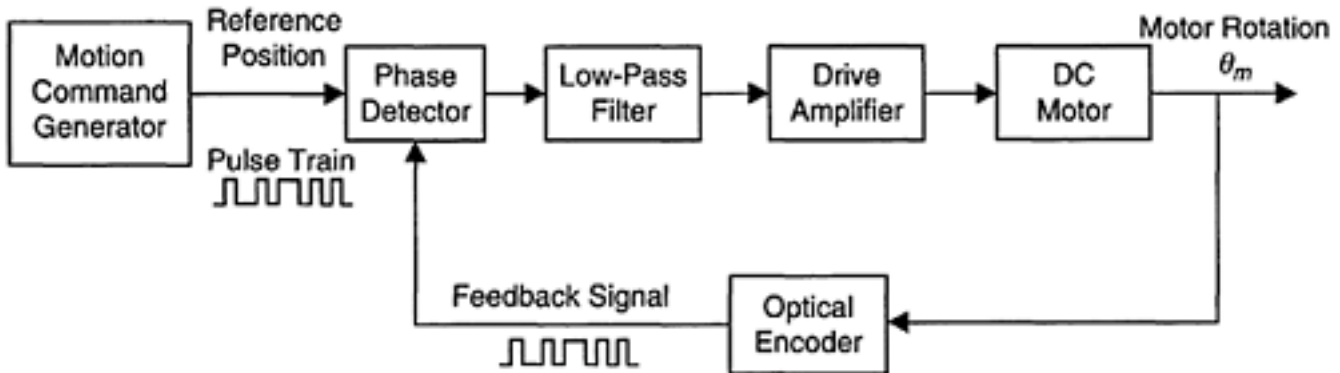 Motion
Command
Generator
Reference
Position
Pulse Train
Phase
Detector
Low-Pass
Filter
Drive
Amplifier
DC
Motor
Motor Rotation
θm
Feedback Signal
Optical
Encoder